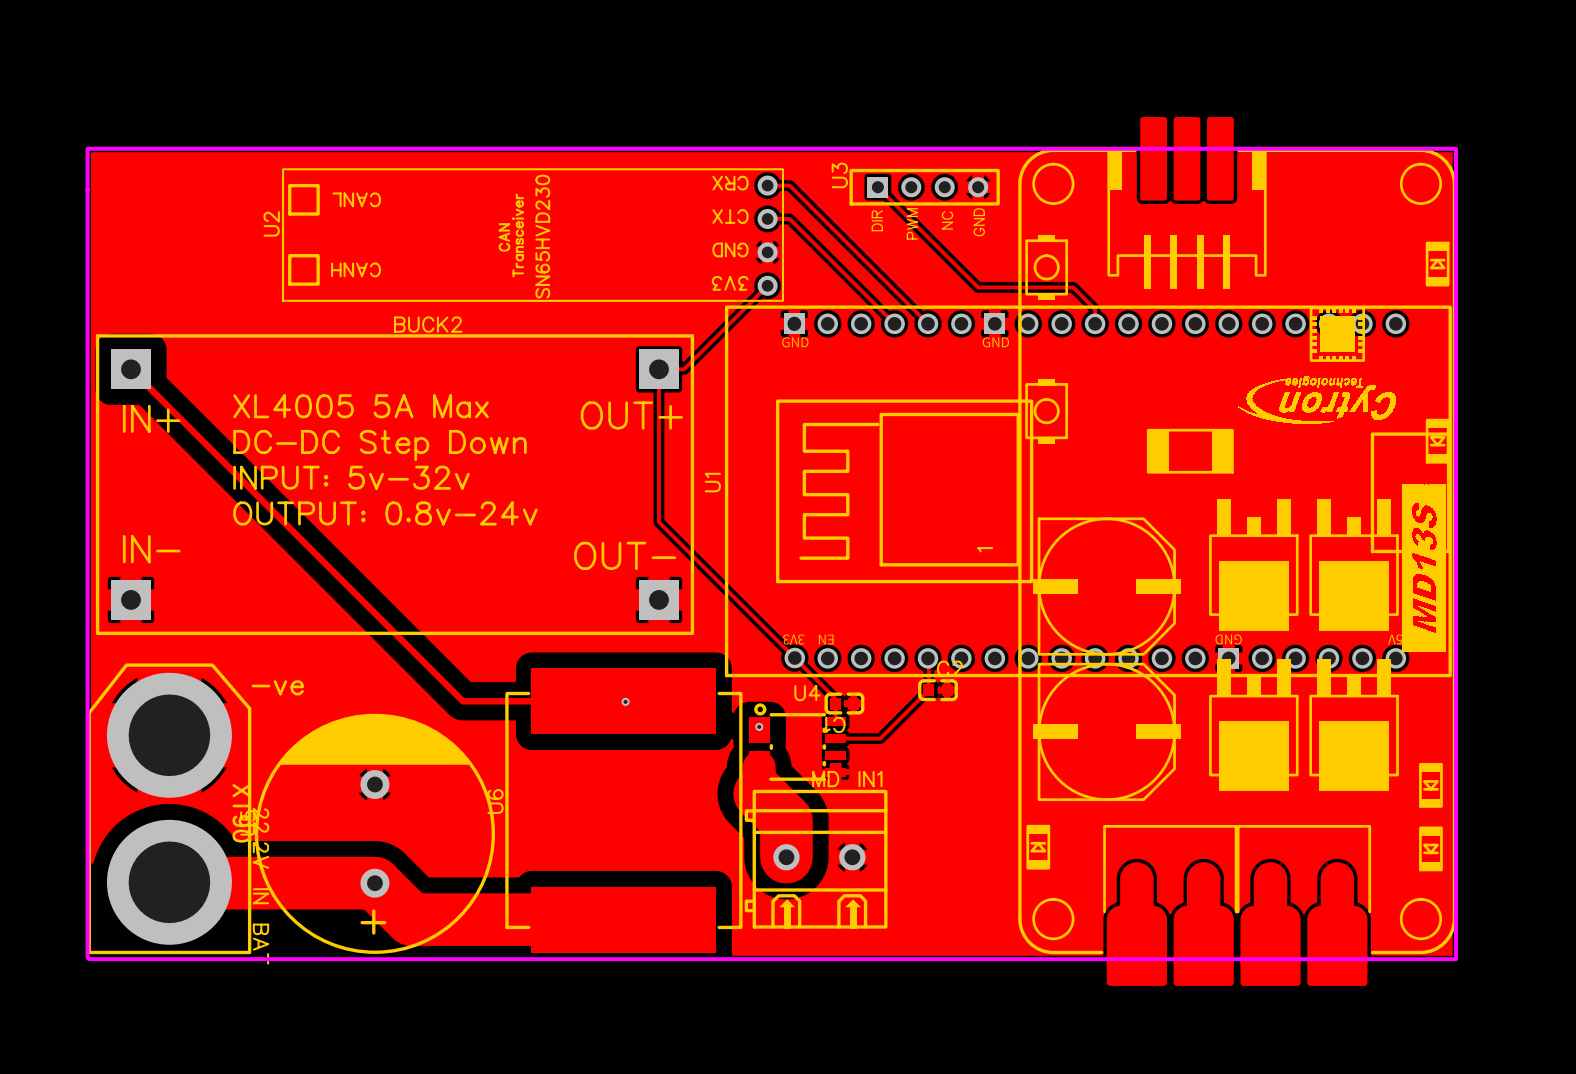 U2
CANL
CANH
CAN
Transceiver
SN65HVD230
CRX
CTX
GND
3V3
U3
DIR
PWM
NC
GND
BUCK2
IN+
XL4005 5A Max
DC-DC Step Down
INPUT: 5v-32v
OUTPUT: 0.8v-24v
OUT+
IN-
OUT-
GND
GND
U1
1
Cytron
Technologies
MD13S
3V3
EN
GND
5V
C2
U4
C1
MD IN1
-ve
XT90
22.2V IN BA-
U6
+